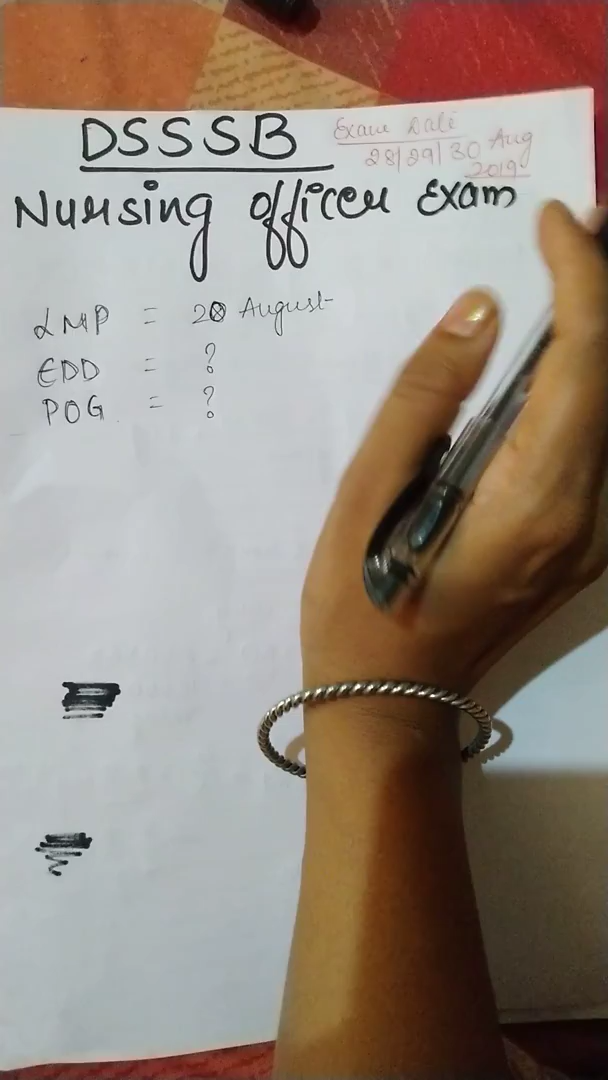 DSSSB
Exam Date
28/29/30 Aug
2019
Nursing officer Exam
LMP = 20 August
EDD = ?
POG = ?